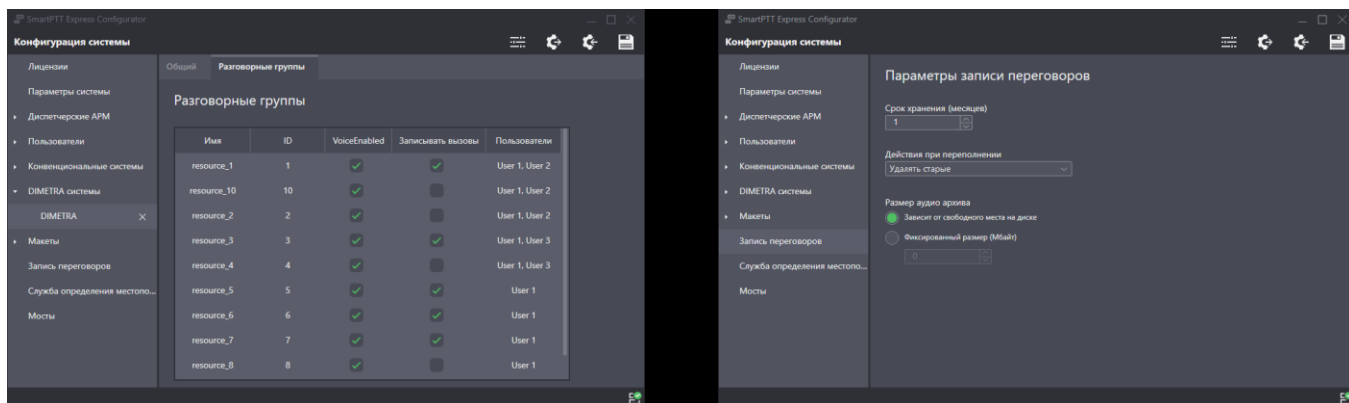 SmartPTT Express Configurator
Конфигурация системы
Лицензии
Параметры системы
Диспетчерские АРМ
Пользователи
Конвенциональные системы
DIMETRA системы
DIMETRA
Макеты
Запись переговоров
Служба определения местопо...
Мосты
Общий Разговорные группы
Разговорные группы
Имя ID VoiceEnabled Записывать вызовы Пользователи
resource_1 1 User 1, User 2
resource_10 10 User 1, User 2
resource_2 2 User 1, User 2
resource_3 3 User 1, User 3
resource_4 4 User 1, User 3
resource_5 5 User 1
resource_6 6 User 1
resource_7 7 User 1
resource_8 8 User 1
SmartPTT Express Configurator
Конфигурация системы
Лицензии
Параметры системы
Диспетчерские АРМ
Пользователи
Конвенциональные системы
DIMETRA системы
Макеты
Запись переговоров
Служба определения местопо...
Мосты
Параметры записи переговоров
Срок хранения (месяцев)
1
Действия при переполнении
Удалять старые
Размер аудио архива
Зависит от свободного места на диске
Фиксированный размер (Мбайт)
0